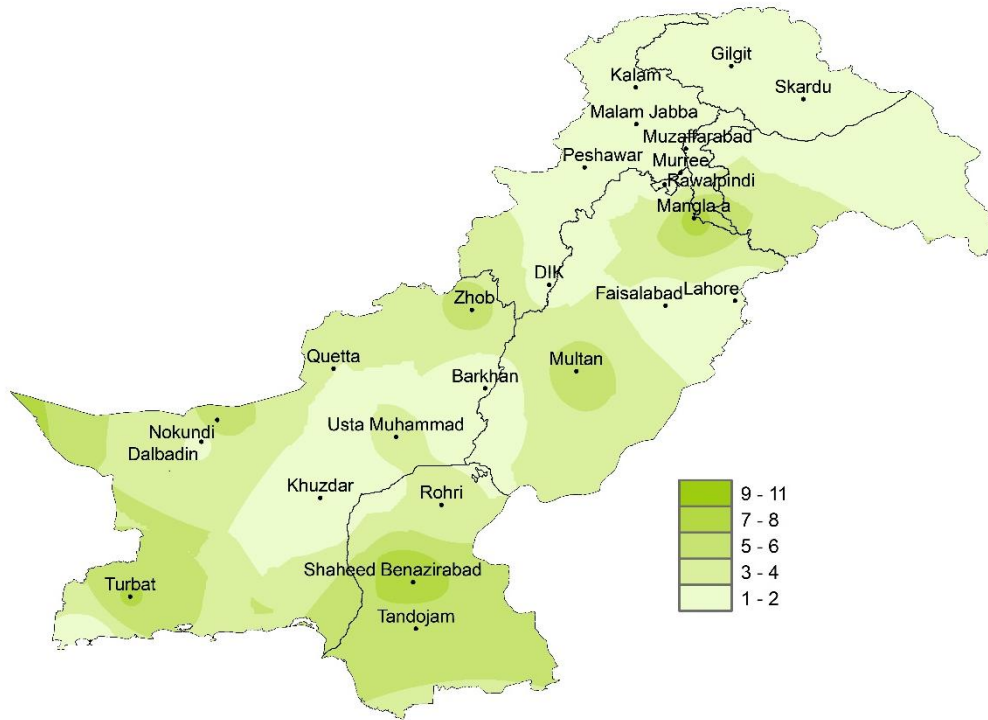 Gilgit
Kalam
Skardu
Malam Jabba
Muzaffarabad
Peshawar
Murree
Rawalpindi
Mangla a
DIK
Zhob
Faisalabad
Lahore
Quetta
Multan
Barkhan
Nokundi
Usta Muhammad
Dalbadin
Khuzdar
Rohri
Shaheed Benazirabad
Turbat
Tandojam
9 - 11
7 - 8
5 - 6
3 - 4
1 - 2